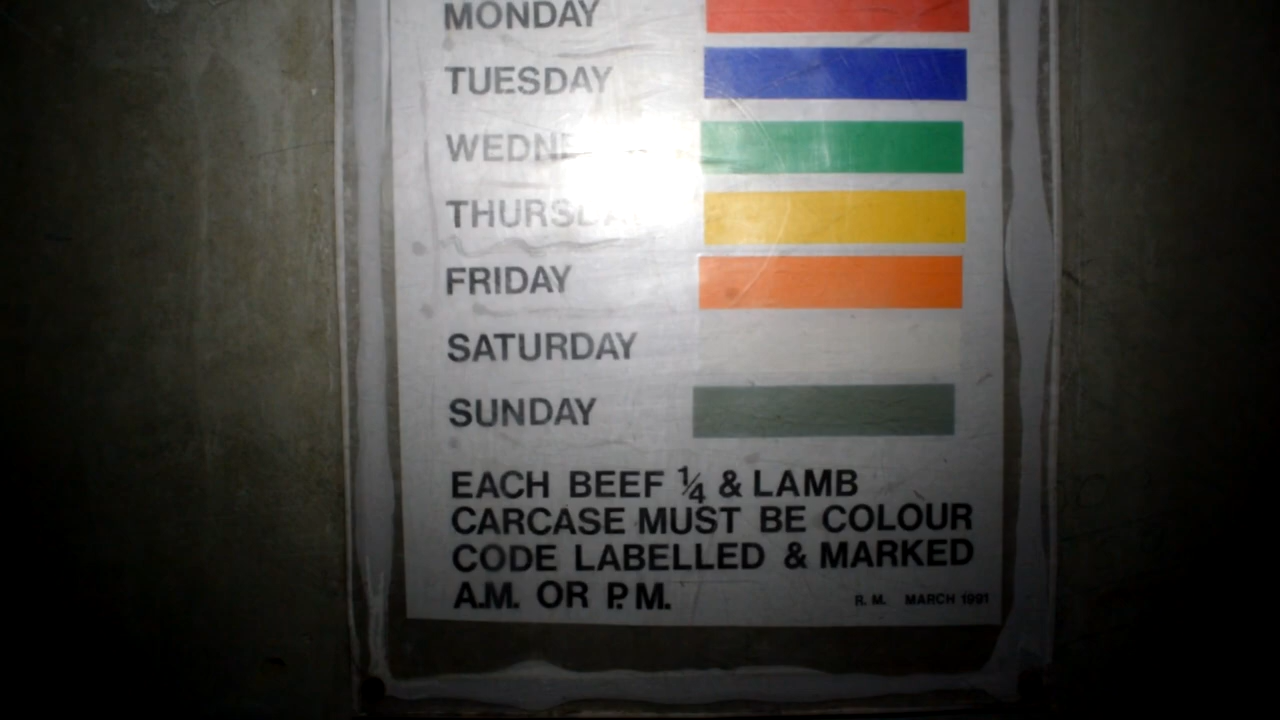 MONDAY
TUESDAY
THURSDAY
FRIDAY
SATURDAY
SUNDAY
EACH BEEF ¼ & LAMB
CARCASE MUST BE COLOUR
CODE LABELLED & MARKED
A.M. OR P.M.
R. M. MARCH 1991